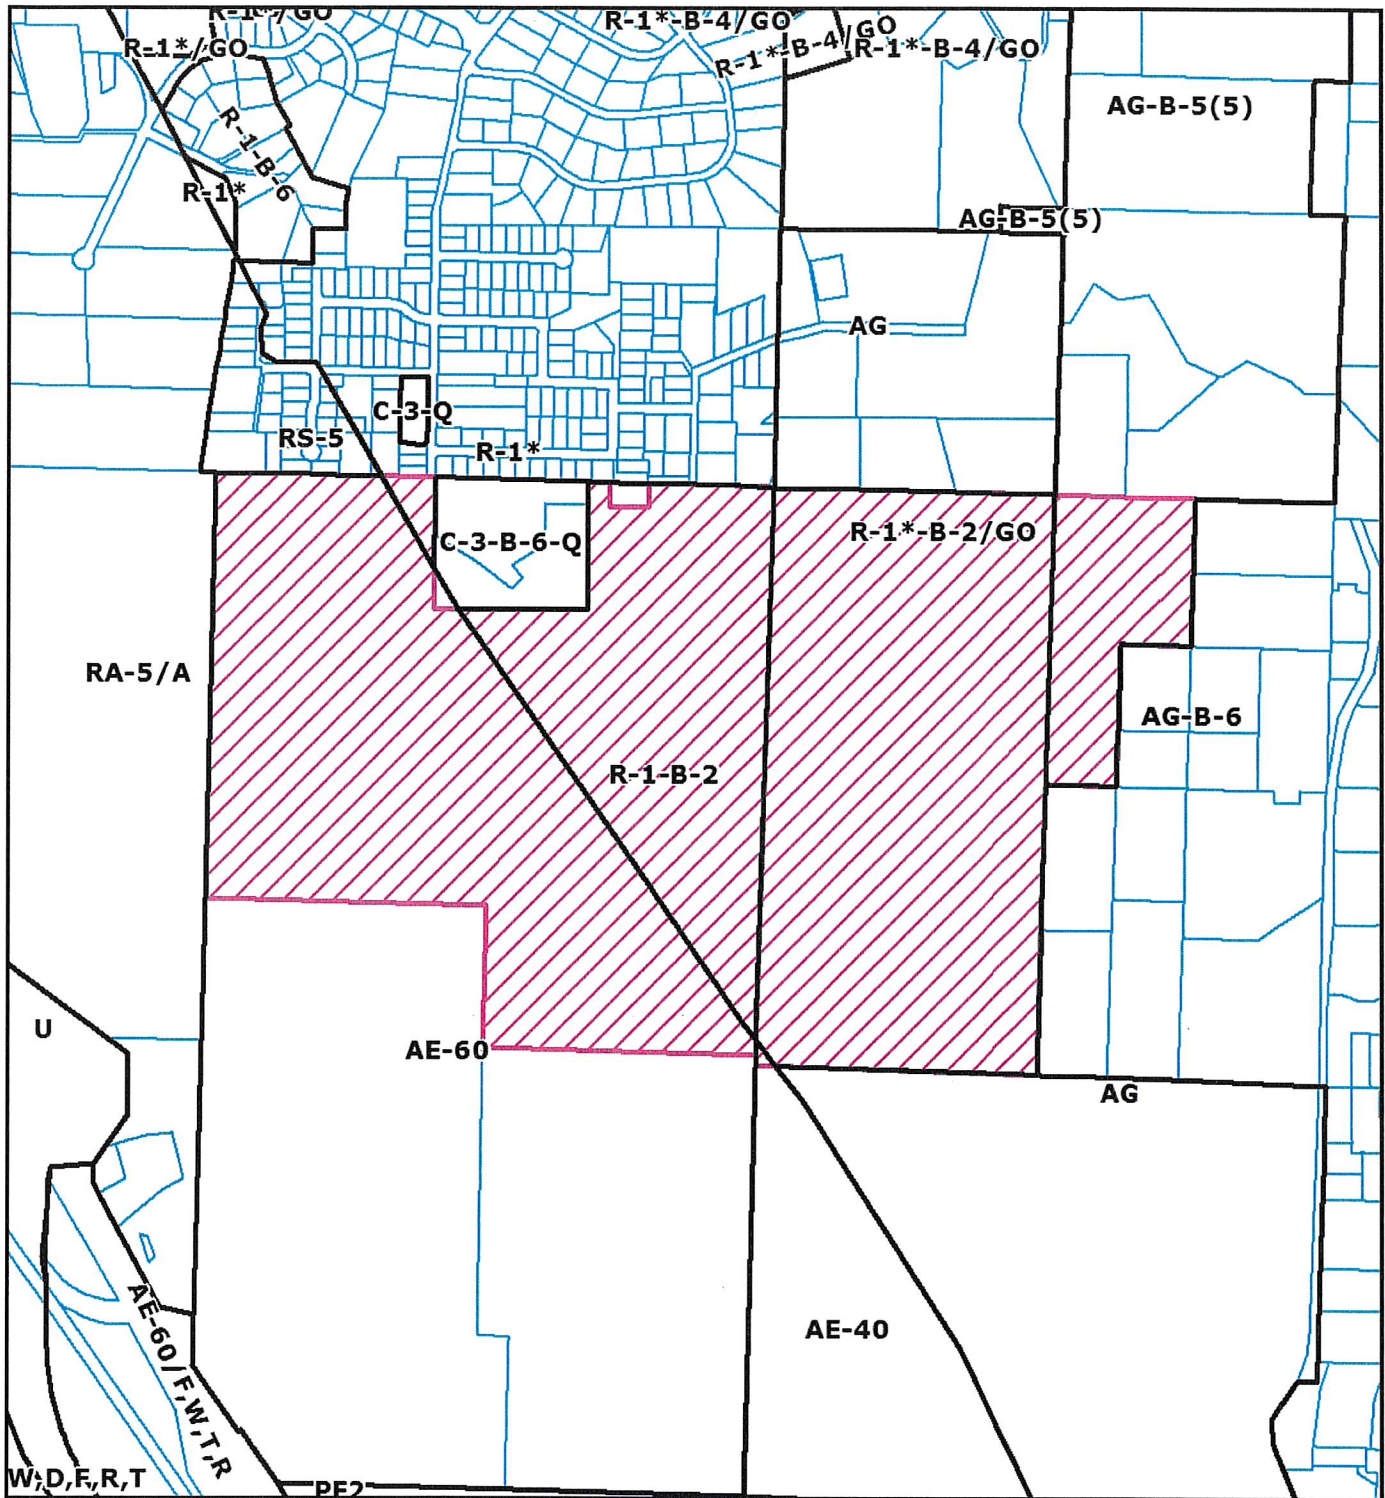 R-1*/GO
R-1*-B-4/GO
R-1*-B-4/GO
R-1*/GO
R-1*-B-4/GO
AG-B-5(5)
R-1-B-6
R-1*
AG-B-5(5)
AG
C-3-Q
RS-5
R-1*
R-1*-B-2/GO
C-3-B-6-Q
RA-5/A
AG-B-6
R-1-B-2
U
AE-60
AG
AE-40
AE-60/F,W,T,R
W,D,F,R,T
PF2